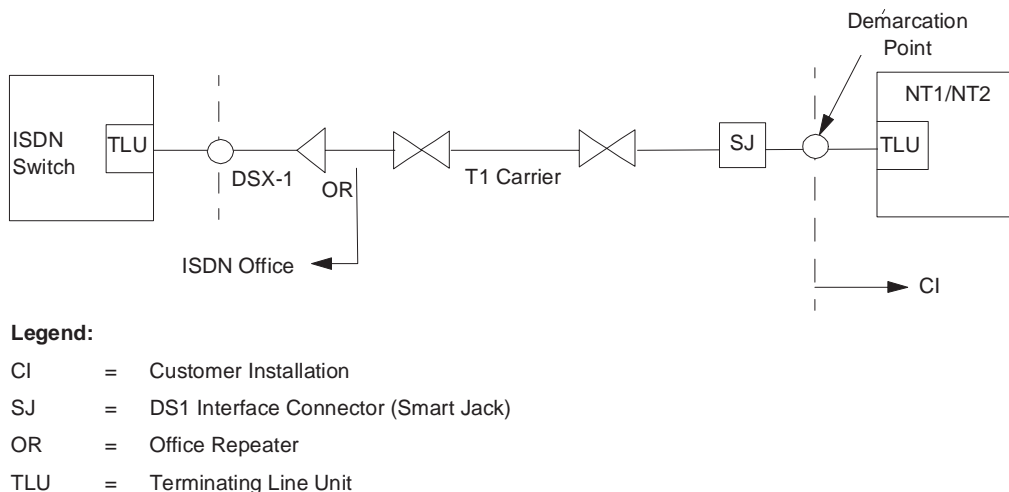 Demarcation
Point
ISDN
Switch
TLU
DSX-1
OR
T1 Carrier
SJ
NT1/NT2
TLU
ISDN Office
CI
Legend:
CI = Customer Installation
SJ = DS1 Interface Connector (Smart Jack)
OR = Office Repeater
TLU = Terminating Line Unit